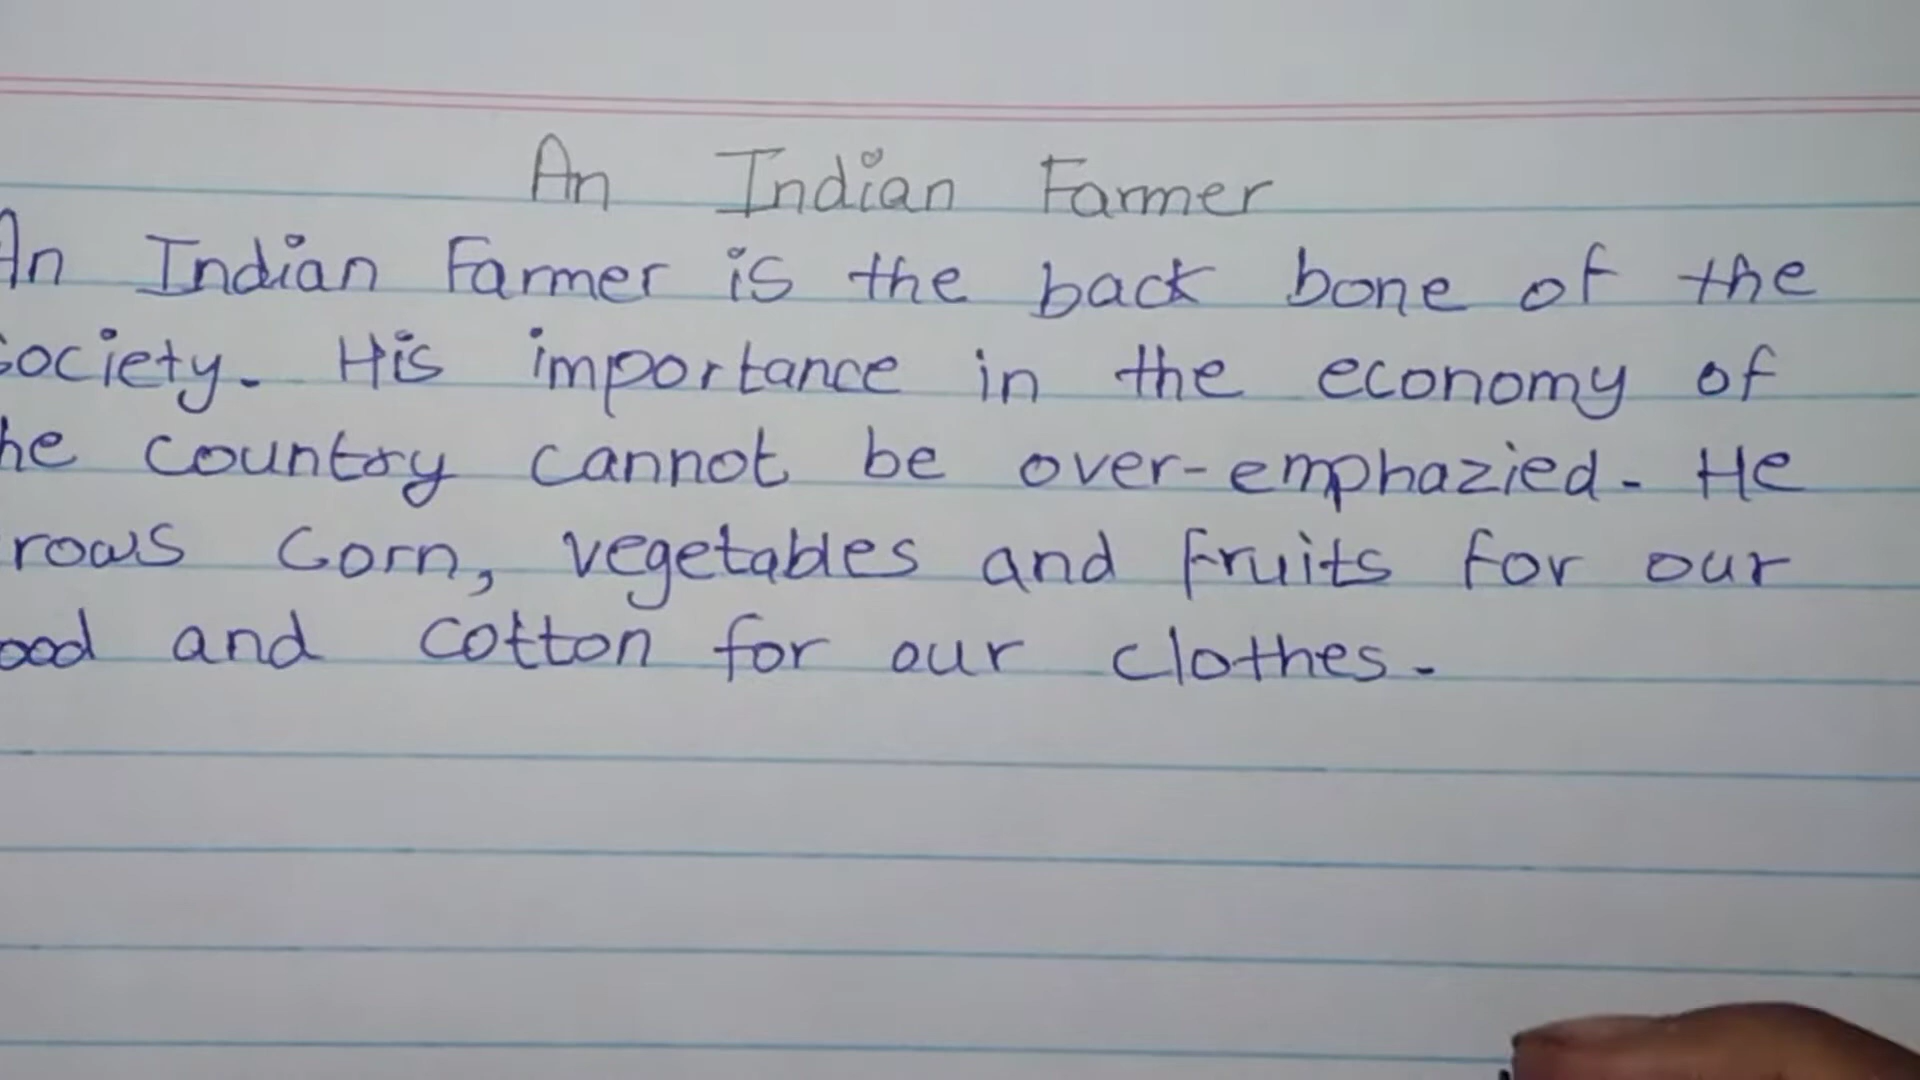 An Indian Farmer
An Indian Farmer is the back bone of the
society. His importance in the economy of
he country cannot be over-emphazied. He
rows Corn, vegetables and fruits for our
ood and cotton for our clothes.